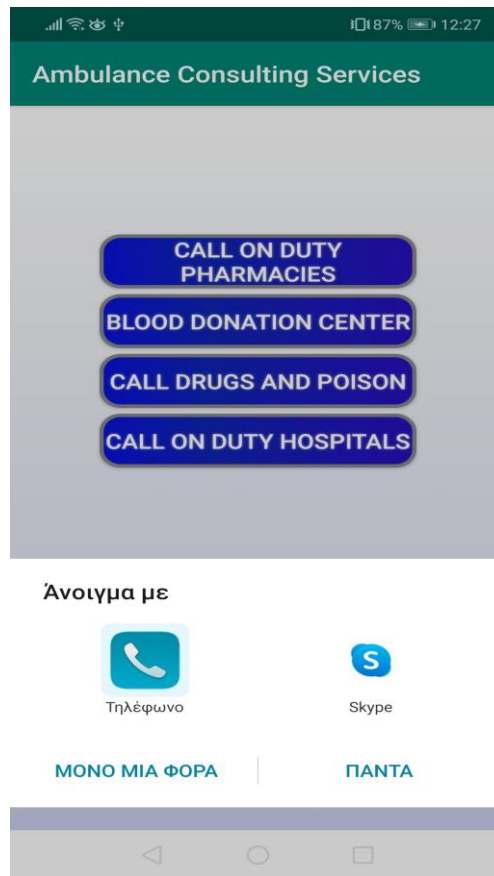 87% 12:27
Ambulance Consulting Services
CALL ON DUTY
PHARMACIES
BLOOD DONATION CENTER
CALL DRUGS AND POISON
CALL ON DUTY HOSPITALS
Άνοιγμα με
S
Τηλέφωνο Skype
ΜΟΝΟ ΜΙΑ ΦΟΡΑ ΠΑΝΤΑ